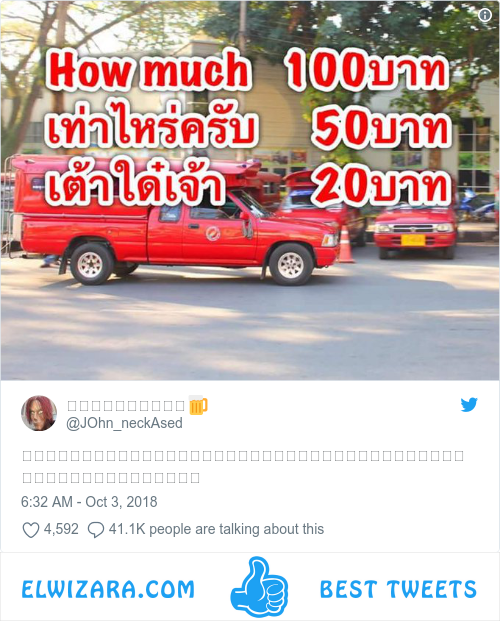 How much 100บาท
เท่าไหร่ครับ 50บาท
เต้าใด๋เจ้า 20บาท
@JOhn_neckAsed
6:32 AM - Oct 3, 2018
4,592 41.1K people are talking about this
ELWIZARA.COM BEST TWEETS